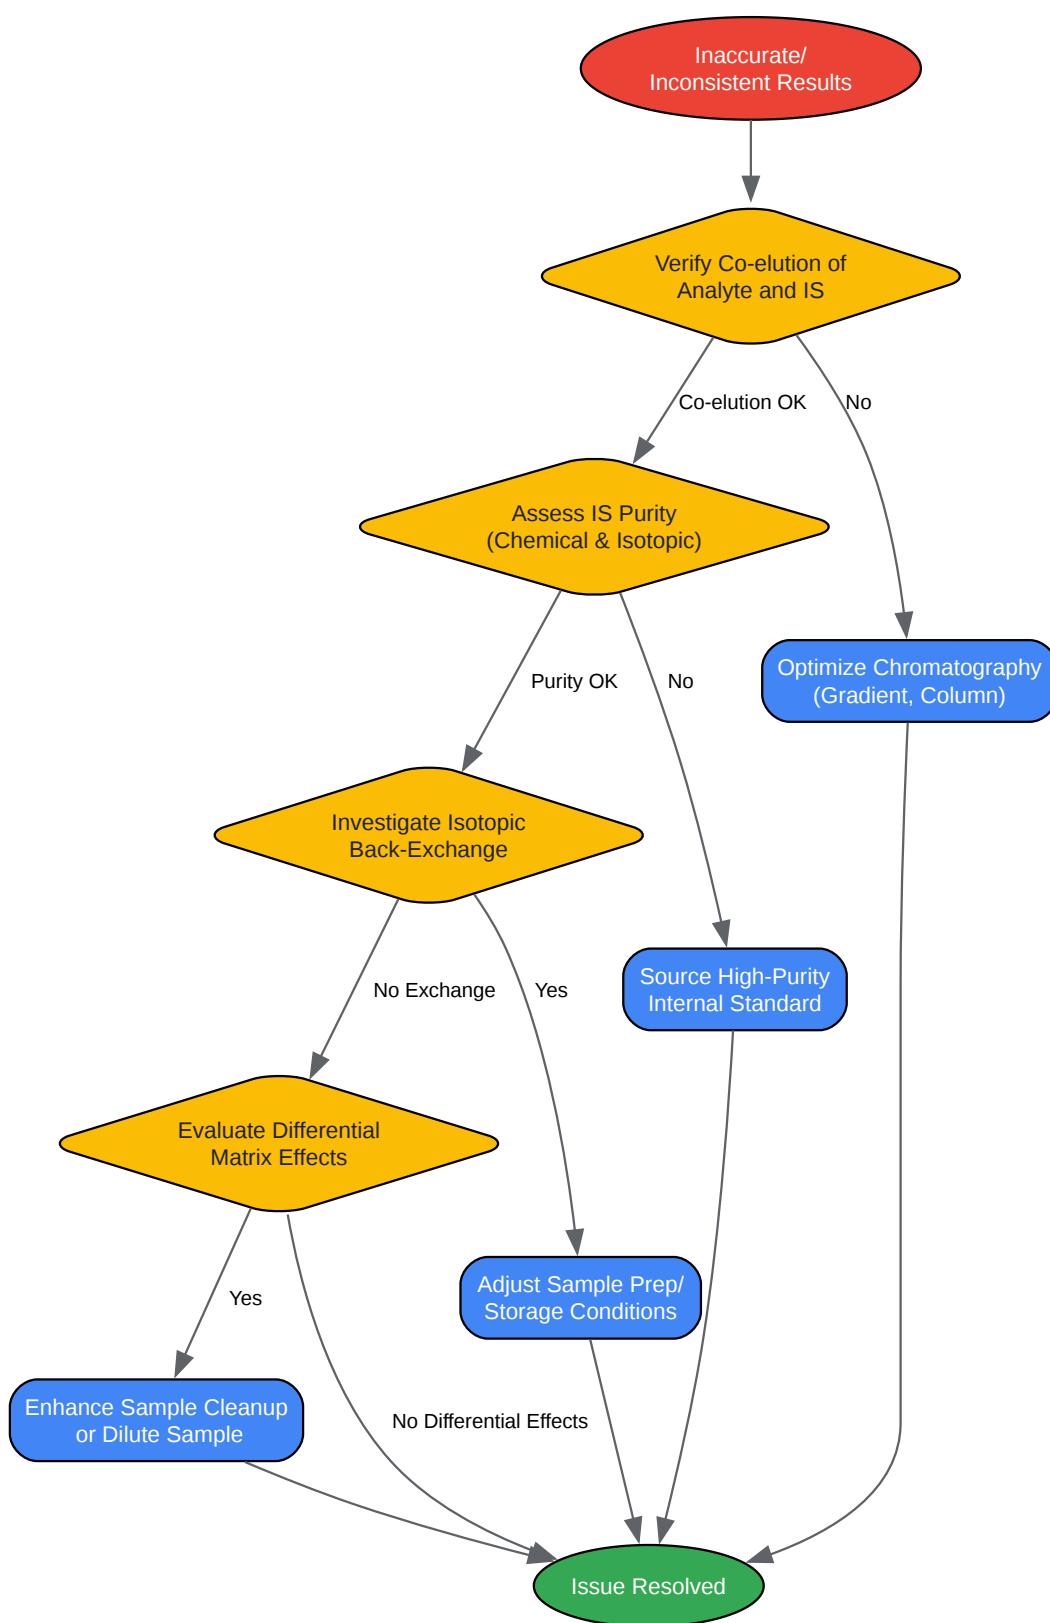 Inaccurate/
Inconsistent Results
Verify Co-elution of
Analyte and IS
Co-elution OK
No
Assess IS Purity
(Chemical & Isotopic)
Optimize Chromatography
(Gradient, Column)
Purity OK
No
Investigate Isotopic
Back-Exchange
Source High-Purity
Internal Standard
No Exchange
Yes
Evaluate Differential
Matrix Effects
Adjust Sample Prep/
Storage Conditions
Yes
Enhance Sample Cleanup
or Dilute Sample
No Differential Effects
Issue Resolved